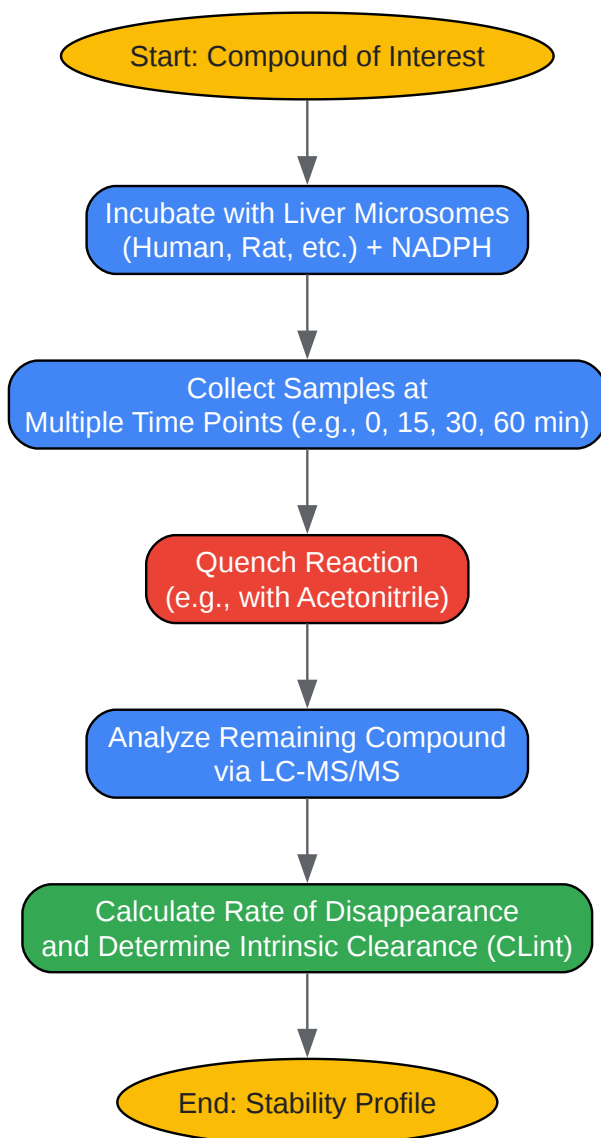 Start: Compound of Interest
Incubate with Liver Microsomes
(Human, Rat, etc.) + NADPH
Collect Samples at
Multiple Time Points (e.g., 0, 15, 30, 60 min)
Quench Reaction
(e.g., with Acetonitrile)
Analyze Remaining Compound
via LC-MS/MS
Calculate Rate of Disappearance
and Determine Intrinsic Clearance (CLint)
End: Stability Profile